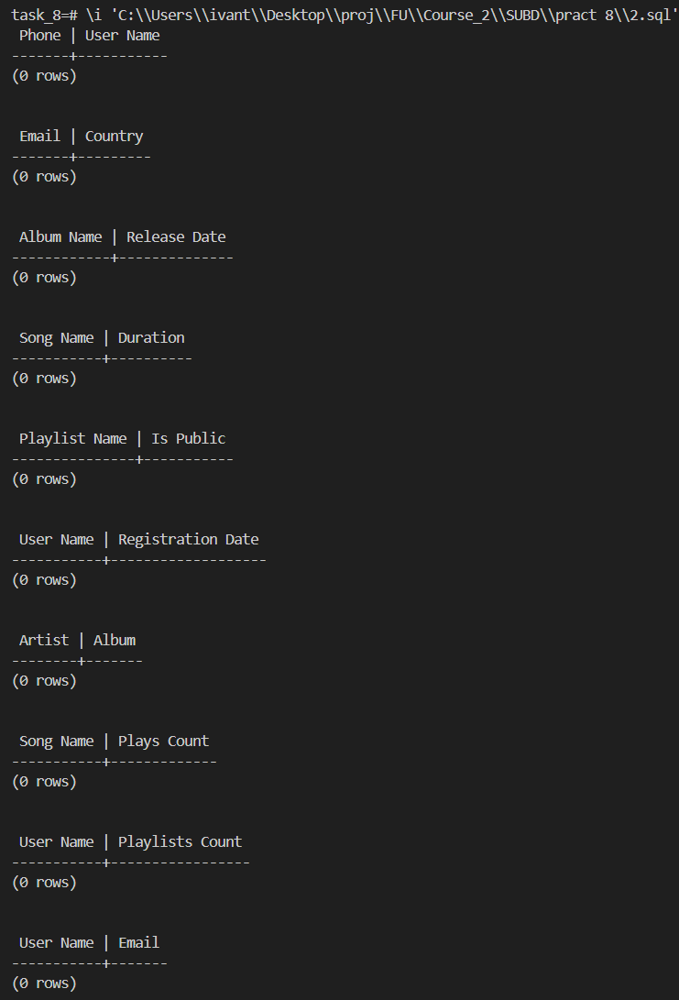 task_8=# \i 'C:\\Users\\ivant\\Desktop\\proj\\FU\\Course_2\\SUBD\\pract 8\\2.sql'
 Phone | User Name
-------+-----------
(0 rows)


 Email | Country
-------+---------
(0 rows)


 Album Name | Release Date
------------+--------------
(0 rows)


 Song Name | Duration
-----------+----------
(0 rows)


 Playlist Name | Is Public
---------------+-----------
(0 rows)


 User Name | Registration Date
-----------+-------------------
(0 rows)


 Artist | Album
--------+-------
(0 rows)


 Song Name | Plays Count
-----------+-------------
(0 rows)


 User Name | Playlists Count
-----------+-----------------
(0 rows)


 User Name | Email
-----------+-------
(0 rows)